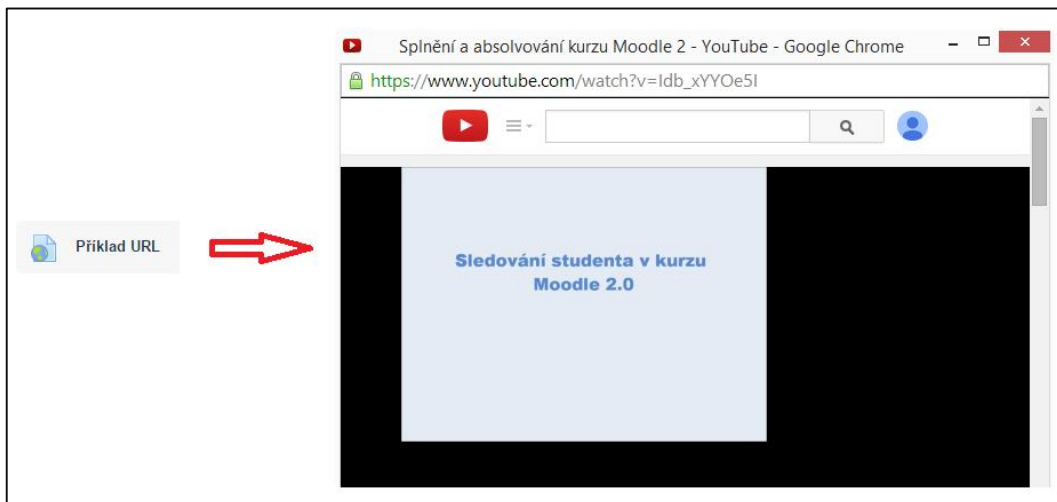 Splnění a absolvování kurzu Moodle 2 - YouTube - Google Chrome
https://www.youtube.com/watch?v=Idb_xYYOe5I
Příklad URL
Sledování studenta v kurzu
Moodle 2.0